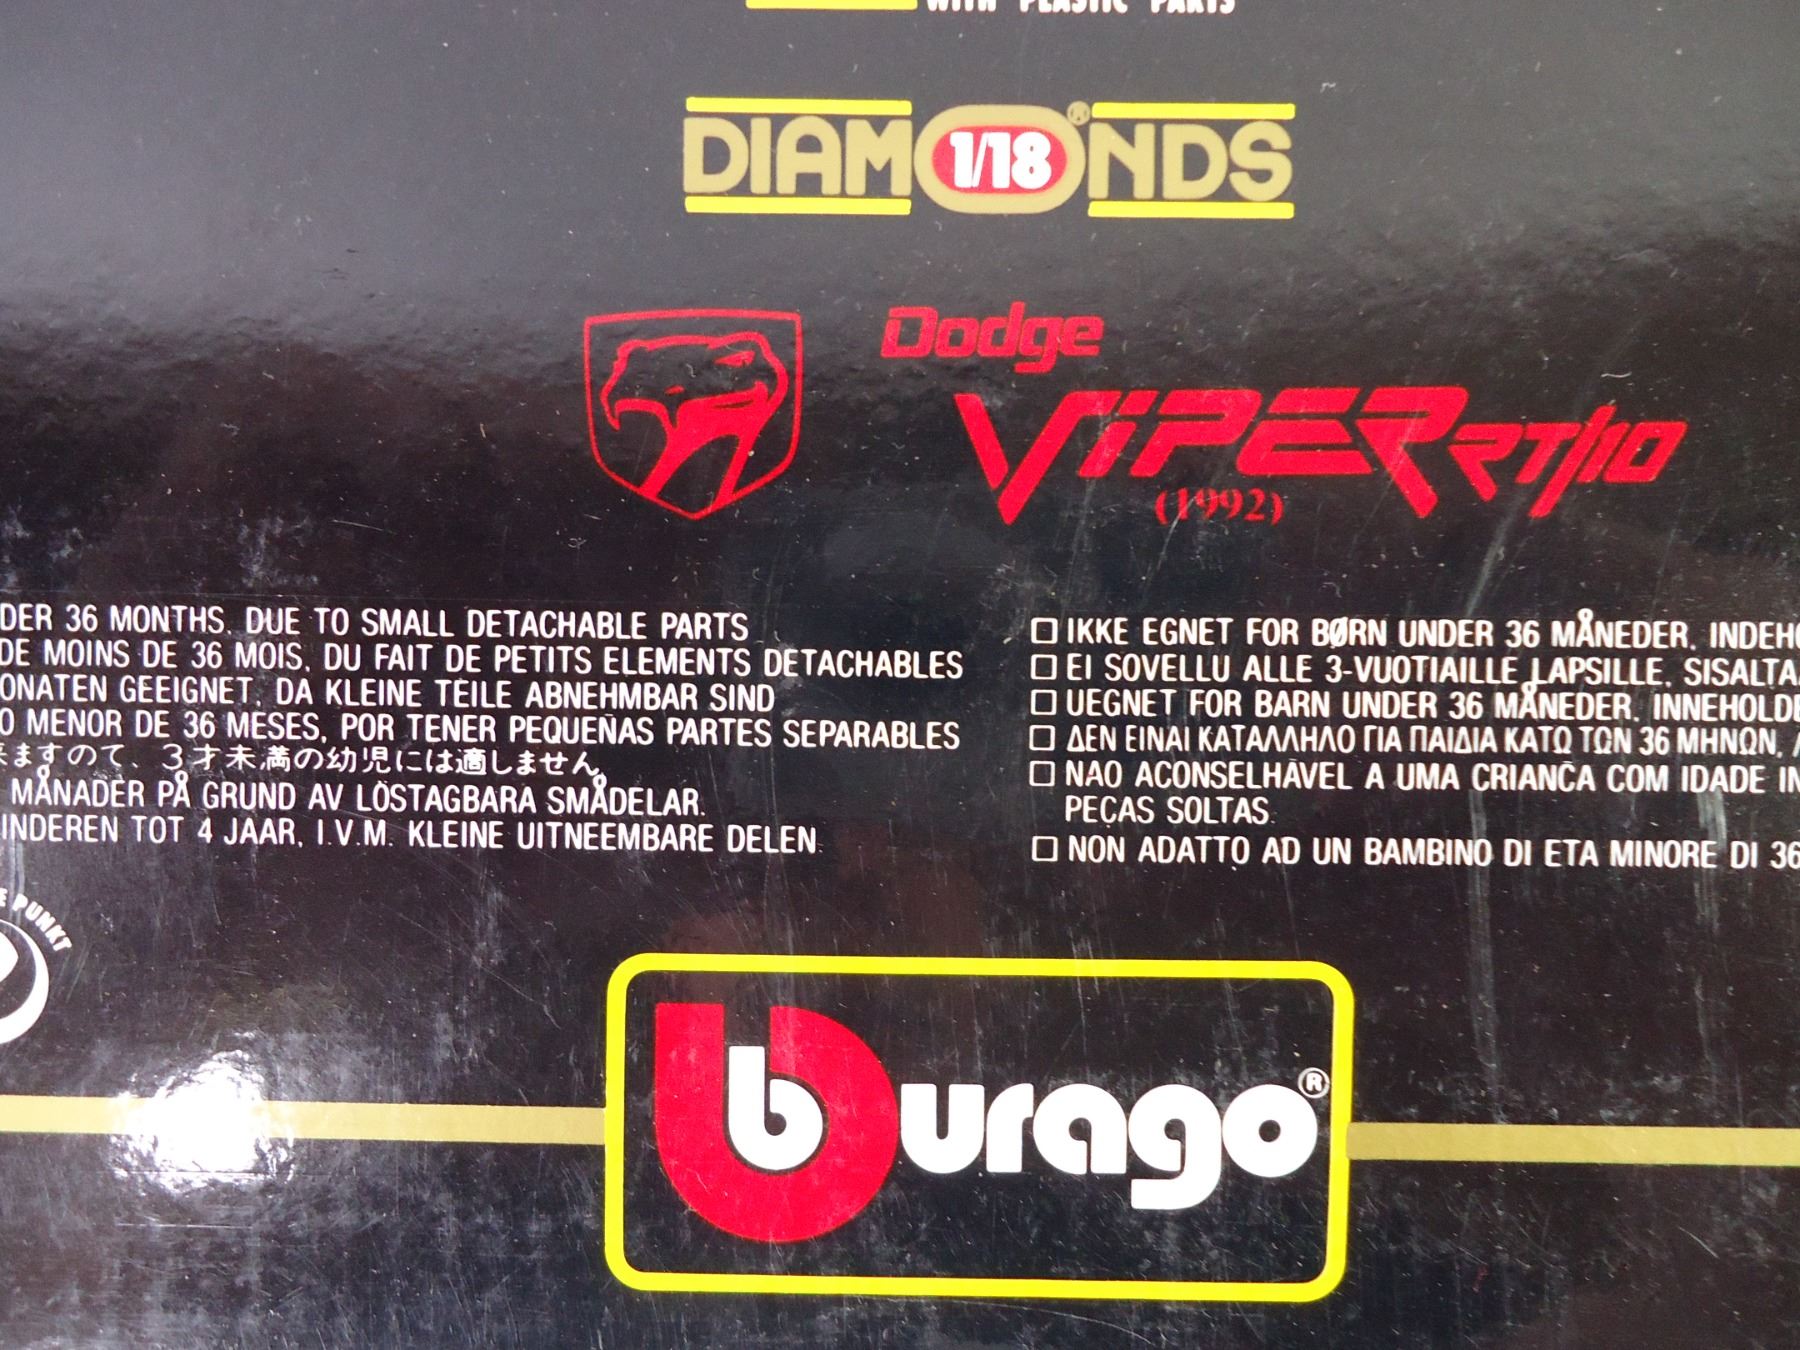 WITH PLASTIC PARTS
DIAMONDS®
1/18
Dodge
VIPER RT/10
(1992)
DER 36 MONTHS. DUE TO SMALL DETACHABLE PARTS
DE MOINS DE 36 MOIS, DU FAIT DE PETITS ELEMENTS DETACHABLES
ONATEN GEEIGNET, DA KLEINE TEILE ABNEHMBAR SIND
O MENOR DE 36 MESES, POR TENER PEQUEÑAS PARTES SEPARABLES
来ますので、3才未満の幼児には適しません。
MÅNADER PÅ GRUND AV LÖSTAGBARA SMÅDELAR.
INDEREN TOT 4 JAAR, I.V.M. KLEINE UITNEEMBARE DELEN.
□ IKKE EGNET FOR BØRN UNDER 36 MÅNEDER. INDEHO
□ EI SOVELLU ALLE 3-VUOTIAILLE LAPSILLE. SISALTA
□ UEGNET FOR BARN UNDER 36 MÅNEDER. INNEHOLDE
□ ΔΕΝ ΕΙΝΑΙ ΚΑΤΑΛΛΗΛΟ ΓΙΑ ΠΑΙΔΙΑ ΚΑΤΩ ΤΩΝ 36 ΜΗΝΩΝ,
□ NAO ACONSELHÁVEL A UMA CRIANCA COM IDADE IN
PEÇAS SOLTAS.
□ NON ADATTO AD UN BAMBINO DI ETA MINORE DI 36
E PUNKT
burago®